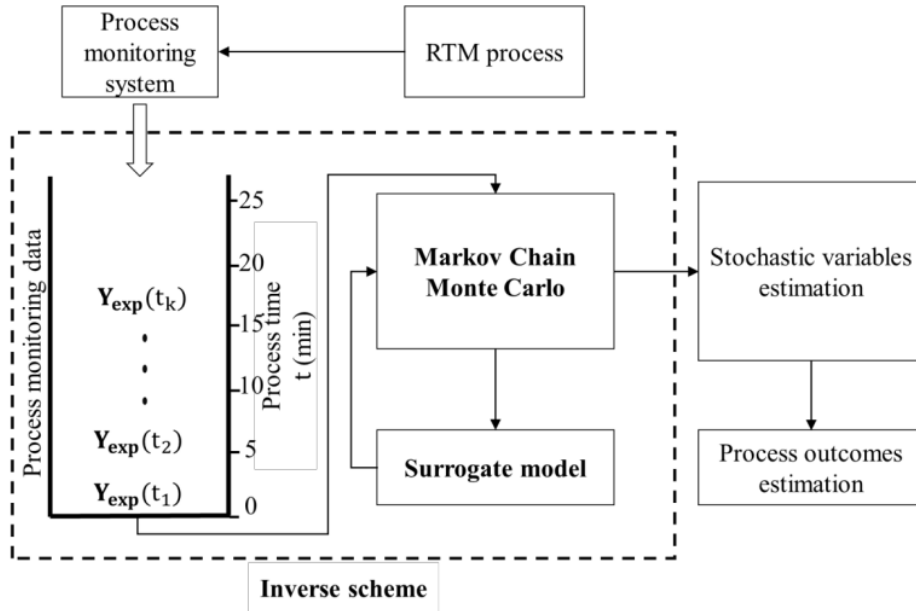 Process
monitoring
system
RTM process
Process monitoring data
Y_exp(t_k)
Y_exp(t_2)
Y_exp(t_1)
25
20
15
10
5
0
Process time
t (min)
Markov Chain
Monte Carlo
Surrogate model
Stochastic variables
estimation
Process outcomes
estimation
Inverse scheme